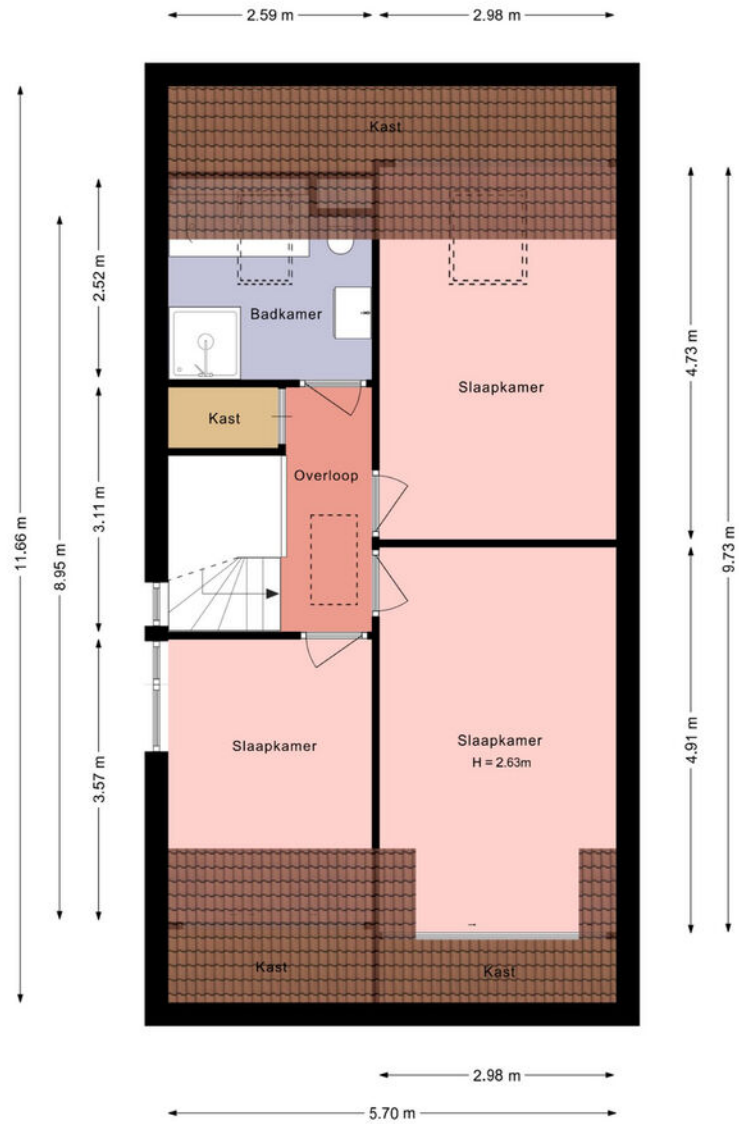 2.59 m
2.98 m
Kast
2.52 m
Badkamer
4.73 m
Slaapkamer
Kast
Overloop
3.11 m
11.66 m
8.95 m
9.73 m
Slaapkamer
Slaapkamer
H = 2.63m
4.91 m
3.57 m
Kast
Kast
2.98 m
5.70 m